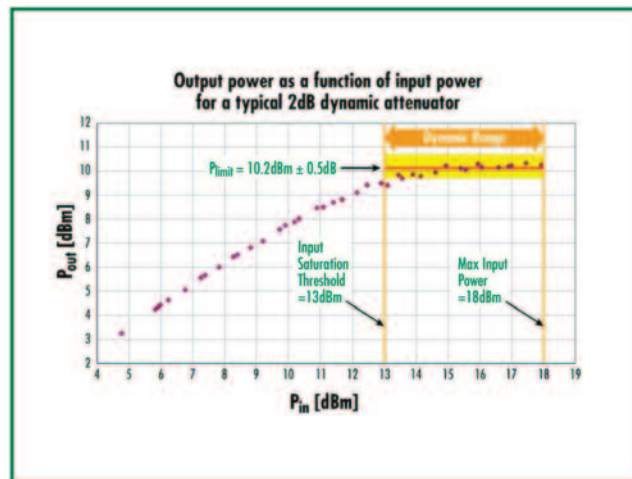 Output power as a function of input power
for a typical 2dB dynamic attenuator
12
11
10
9
8
7
6
5
4
3
2
Pout [dBm]
Dynamic Range
Plimit = 10.2dBm ± 0.5dB
Input
Saturation
Threshold
=13dBm
Max Input
Power
=18dBm
4 5 6 7 8 9 10 11 12 13 14 15 16 17 18 19
Pin [dBm]